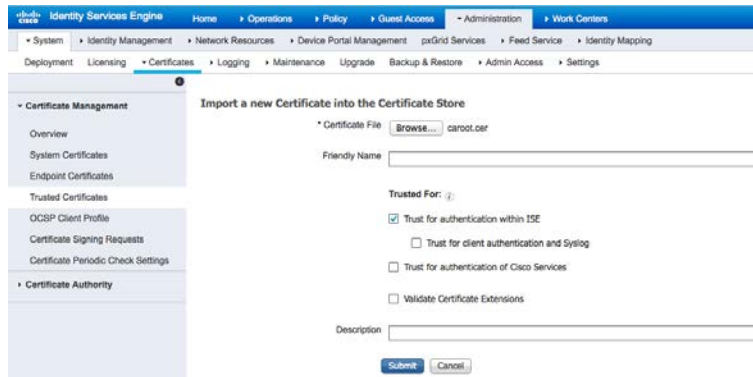 cisco Identity Services Engine Home Operations Policy Guest Access Administration Work Centers
System Identity Management Network Resources Device Portal Management pxGrid Services Feed Service Identity Mapping
Deployment Licensing Certificates Logging Maintenance Upgrade Backup & Restore Admin Access Settings
Certificate Management
Overview
System Certificates
Endpoint Certificates
Trusted Certificates
OCSP Client Profile
Certificate Signing Requests
Certificate Periodic Check Settings
Certificate Authority
Import a new Certificate into the Certificate Store
* Certificate File Browse... caroot.cer
Friendly Name
Trusted For: i
Trust for authentication within ISE
Trust for client authentication and Syslog
Trust for authentication of Cisco Services
Validate Certificate Extensions
Description
Submit Cancel